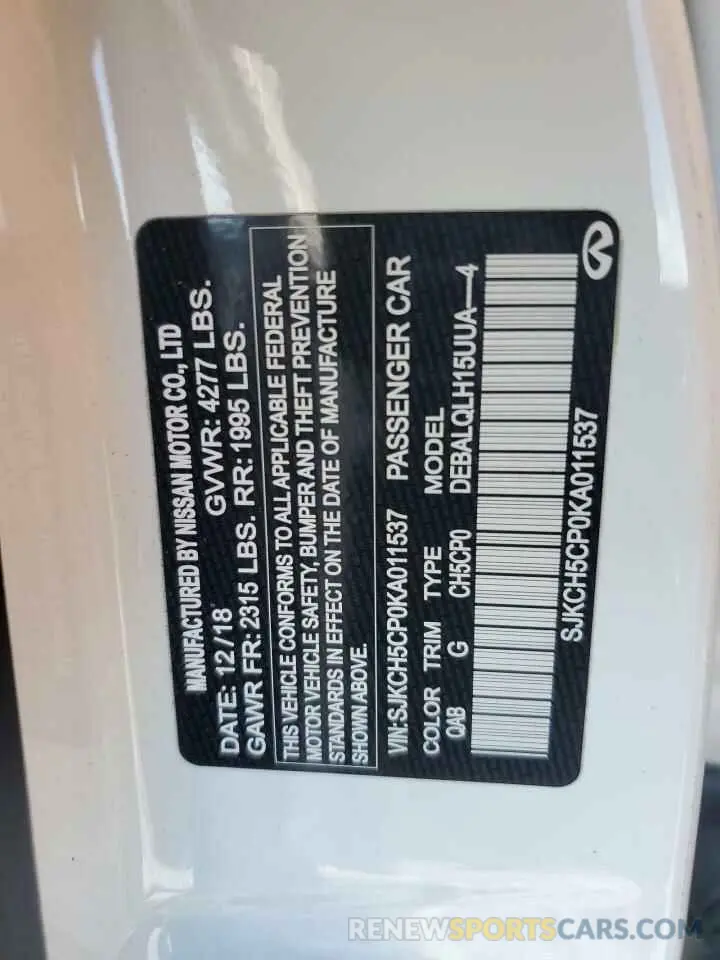 MANUFACTURED BY NISSAN MOTOR CO., LTD
DATE: 12/18 GVWR: 4277 LBS.
GAWR FR: 2315 LBS. RR: 1995 LBS.
THIS VEHICLE CONFORMS TO ALL APPLICABLE FEDERAL
MOTOR VEHICLE SAFETY, BUMPER AND THEFT PREVENTION
STANDARDS IN EFFECT ON THE DATE OF MANUFACTURE
SHOWN ABOVE.
VIN:SJKCH5CP0KA011537 PASSENGER CAR
COLOR TRIM TYPE MODEL
QAB G CH5CP0 DEBALQLH15UUA—4
SJKCH5CP0KA011537
RENEWSPORTSCARS.COM